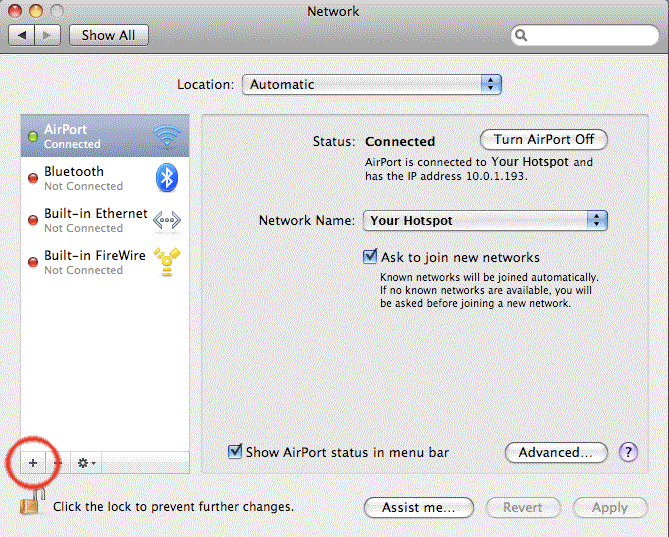 Network
Show All
Location: Automatic
AirPort
Connected
Bluetooth
Not Connected
Built-in Ethernet
Not Connected
Built-in FireWire
Not Connected
Status: Connected
Turn AirPort Off
AirPort is connected to Your Hotspot and
has the IP address 10.0.1.193.
Network Name: Your Hotspot
Ask to join new networks
Known networks will be joined automatically.
If no known networks are available, you will
be asked before joining a new network.
+ −
Show AirPort status in menu bar
Advanced... ?
Click the lock to prevent further changes.
Assist me... Revert Apply